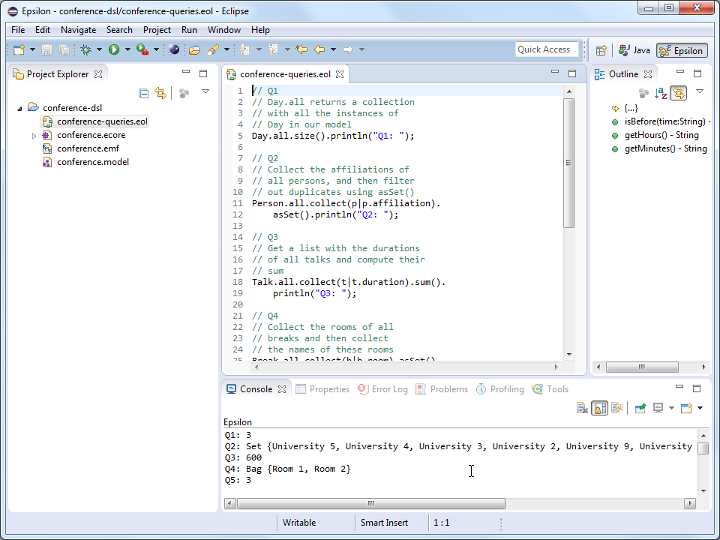 Epsilon - conference-dsl/conference-queries.eol - Eclipse
File Edit Navigate Search Project Run Window Help
Quick Access
Java
Epsilon
Project Explorer
conference-dsl
conference-queries.eol
conference.ecore
conference.emf
conference.model
conference-queries.eol
1 // Q1
2 // Day.all returns a collection
3 // with all the instances of
4 // Day in our model
5 Day.all.size().println("Q1: ");
6
7 // Q2
8 // Collect the affiliations of
9 // all persons, and then filter
10 // out duplicates using asSet()
11 Person.all.collect(p|p.affiliation).
12 asSet().println("Q2: ");
13
14 // Q3
15 // Get a list with the durations
16 // of all talks and compute their
17 // sum
18 Talk.all.collect(t|t.duration).sum().
19 println("Q3: ");
20
21 // Q4
22 // Collect the rooms of all
23 // breaks and then collect
24 // the names of these rooms
25 Break.all.collect(b|b.room).asSet()
Outline
{...}
isBefore(time:String)
getHours() - String
getMinutes() - String
Console Properties Error Log Problems Profiling Tools
Epsilon
Q1: 3
Q2: Set {University 5, University 4, University 3, University 2, University 9, University
Q3: 600
Q4: Bag {Room 1, Room 2}
Q5: 3
Writable Smart Insert 1 : 1